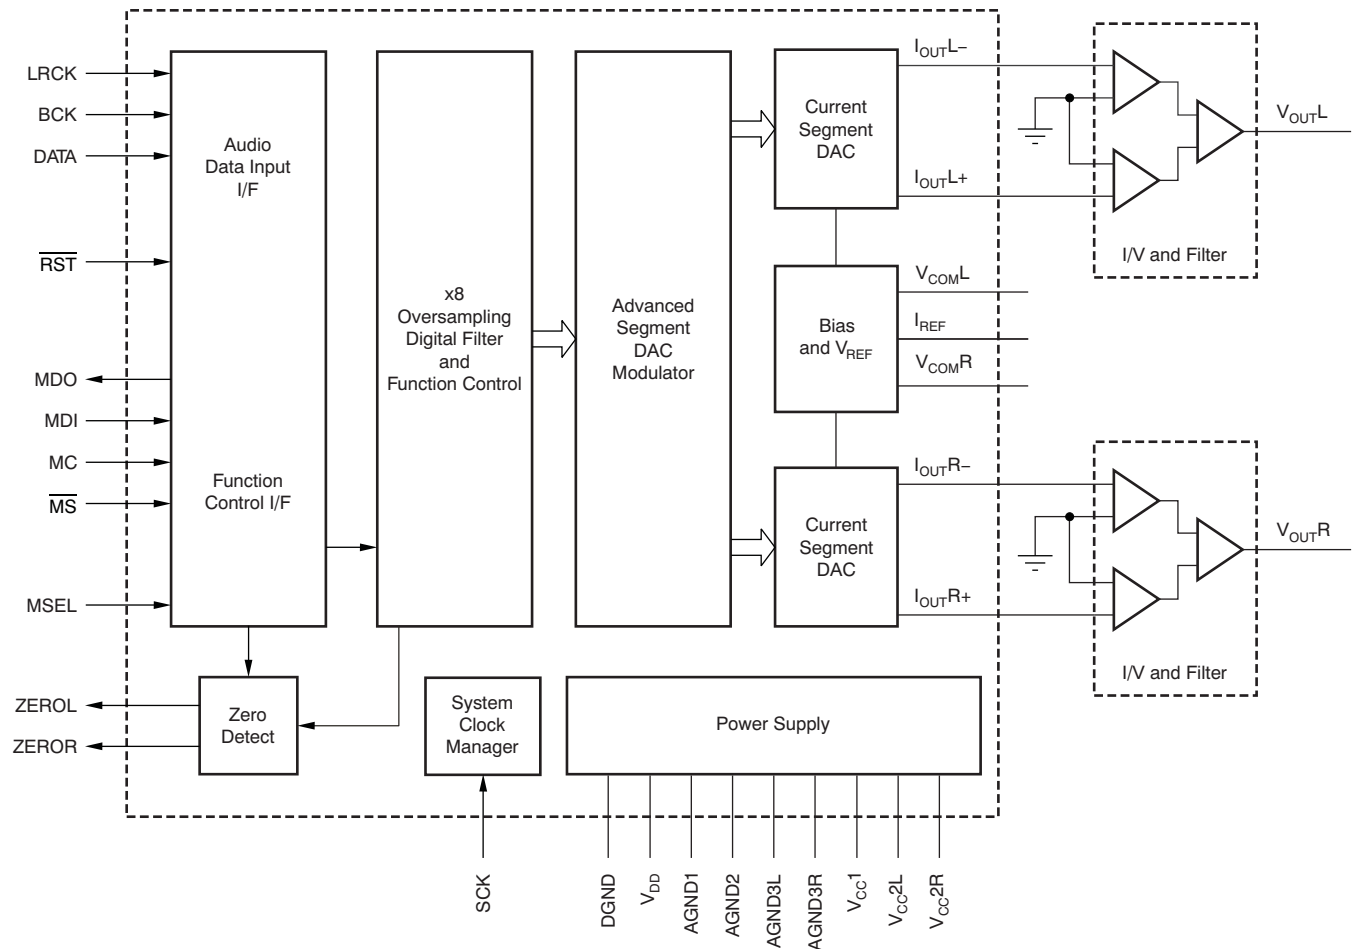 LRCK
BCK
DATA
RST
MDO
MDI
MC
MS
MSEL
ZEROL
ZEROR
Audio
Data Input
I/F
Function
Control I/F
x8
Oversampling
Digital Filter
and
Function Control
Advanced
Segment
DAC
Modulator
Current
Segment
DAC
Bias
and VREF
Current
Segment
DAC
IOUTL–
IOUTL+
VCOML
IREF
VCOMR
IOUTR–
IOUTR+
I/V and Filter
VOUTL
I/V and Filter
VOUTR
Zero
Detect
System
Clock
Manager
Power Supply
SCK
DGND
VDD
AGND1
AGND2
AGND3L
AGND3R
VCC1
VCC2L
VCC2R